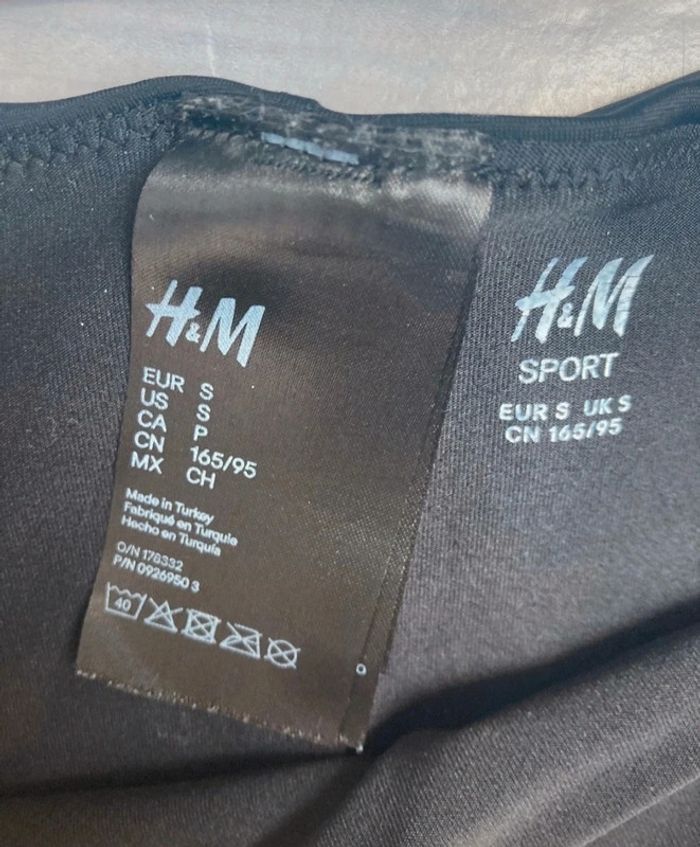 H&M
EUR S
US S
CA P
CN 165/95
MX CH
Made in Turkey
Fabriqué en Turquie
Hecho en Turquía
O/N 178332
P/N 0926950 3
40
H&M
SPORT
EUR S UK S
CN 165/95